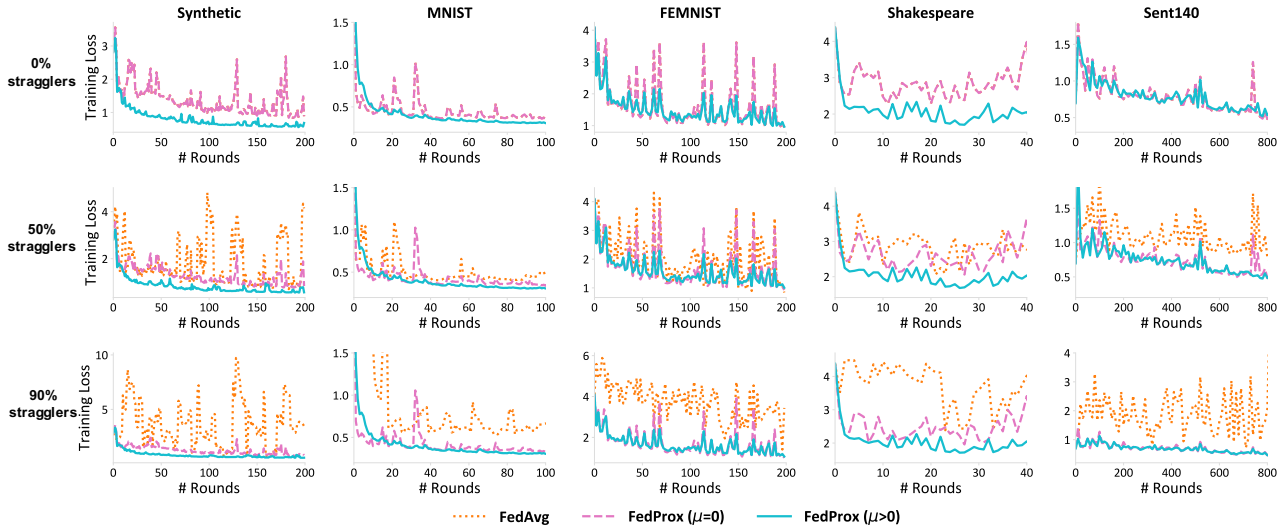 Synthetic MNIST FEMNIST Shakespeare Sent140
0%
stragglers
Training Loss
3
2
1
0 50 100 150 200
# Rounds
1.5
1.0
0.5
0 20 40 60 80 100
# Rounds
4
3
2
1
0 50 100 150 200
# Rounds
4
3
2
0 10 20 30 40
# Rounds
1.5
1.0
0.5
0 200 400 600 800
# Rounds
50%
stragglers
Training Loss
4
2
0 50 100 150 200
# Rounds
1.5
1.0
0.5
0 20 40 60 80 100
# Rounds
4
3
2
1
0 50 100 150 200
# Rounds
4
3
2
0 10 20 30 40
# Rounds
1.5
1.0
0.5
0 200 400 600 800
# Rounds
90%
stragglers
Training Loss
10
5
0 50 100 150 200
# Rounds
1.5
1.0
0.5
0 20 40 60 80 100
# Rounds
6
4
2
0 50 100 150 200
# Rounds
4
3
2
0 10 20 30 40
# Rounds
4
3
2
1
0 200 400 600 800
# Rounds
FedAvg FedProx (μ=0) FedProx (μ>0)